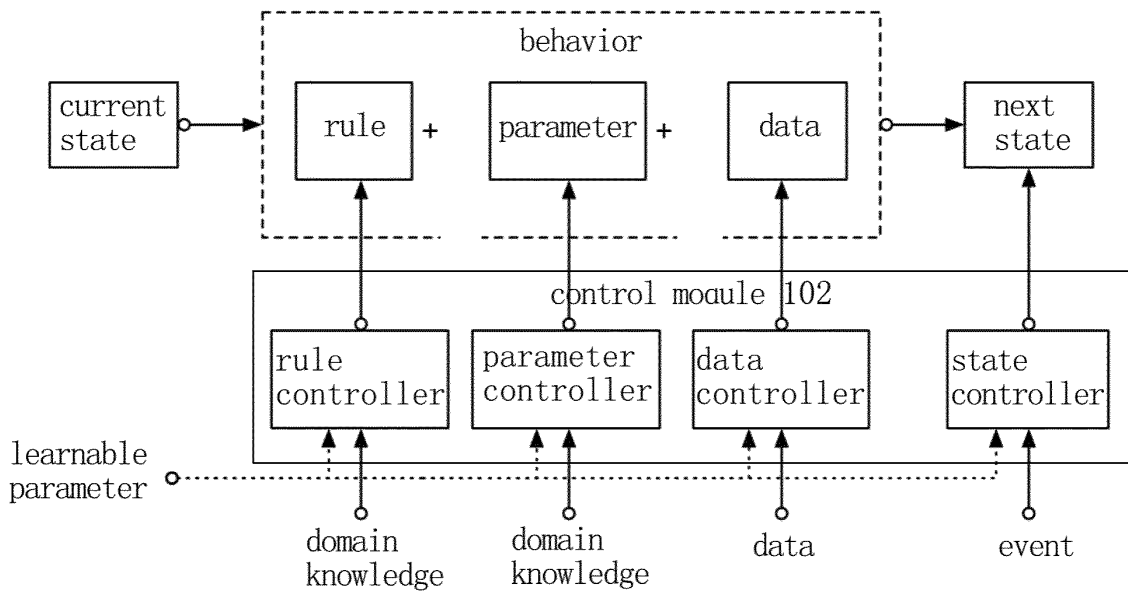 behavior
current
state
rule
+
parameter
+
data
next
state
control module 102
rule
controller
parameter
controller
data
controller
state
controller
learnable
parameter
domain
knowledge
domain
knowledge
data
event